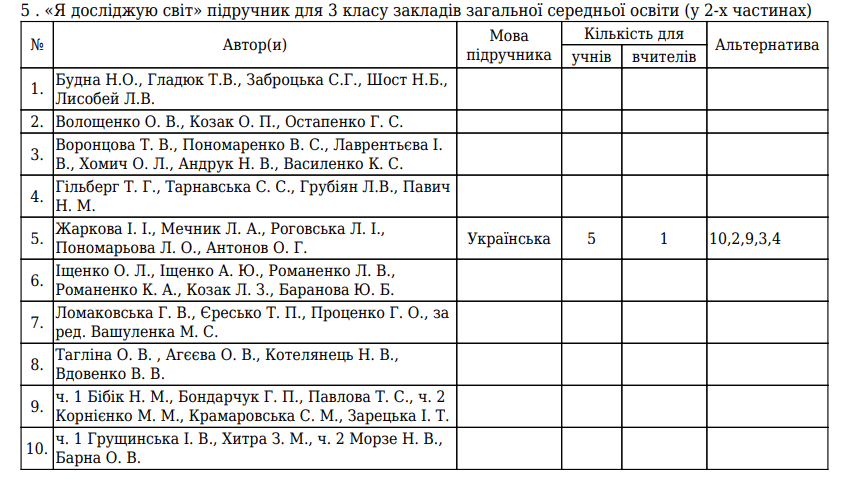 5 . «Я досліджую світ» підручник для 3 класу закладів загальної середньої освіти (у 2-х частинах)
№ Автор(и) Мова підручника Кількість для учнів вчителів Альтернатива
1. Будна Н.О., Гладюк Т.В., Заброцька С.Г., Шост Н.Б.,
Лисобей Л.В.
2. Волощенко О. В., Козак О. П., Остапенко Г. С.
3. Воронцова Т. В., Пономаренко В. С., Лаврентьєва І.
В., Хомич О. Л., Андрук Н. В., Василенко К. С.
4. Гільберг Т. Г., Тарнавська С. С., Грубіян Л.В., Павич
Н. М.
5. Жаркова І. І., Мечник Л. А., Роговська Л. І.,
Пономарьова Л. О., Антонов О. Г. Українська 5 1 10,2,9,3,4
6. Іщенко О. Л., Іщенко А. Ю., Романенко Л. В.,
Романенко К. А., Козак Л. З., Баранова Ю. Б.
7. Ломаковська Г. В., Єресько Т. П., Проценко Г. О., за
ред. Вашуленка М. С.
8. Тагліна О. В. , Агєєва О. В., Котелянець Н. В.,
Вдовенко В. В.
9. ч. 1 Бібік Н. М., Бондарчук Г. П., Павлова Т. С., ч. 2
Корнієнко М. М., Крамаровська С. М., Зарецька І. Т.
10. ч. 1 Грущинська І. В., Хитра З. М., ч. 2 Морзе Н. В.,
Барна О. В.